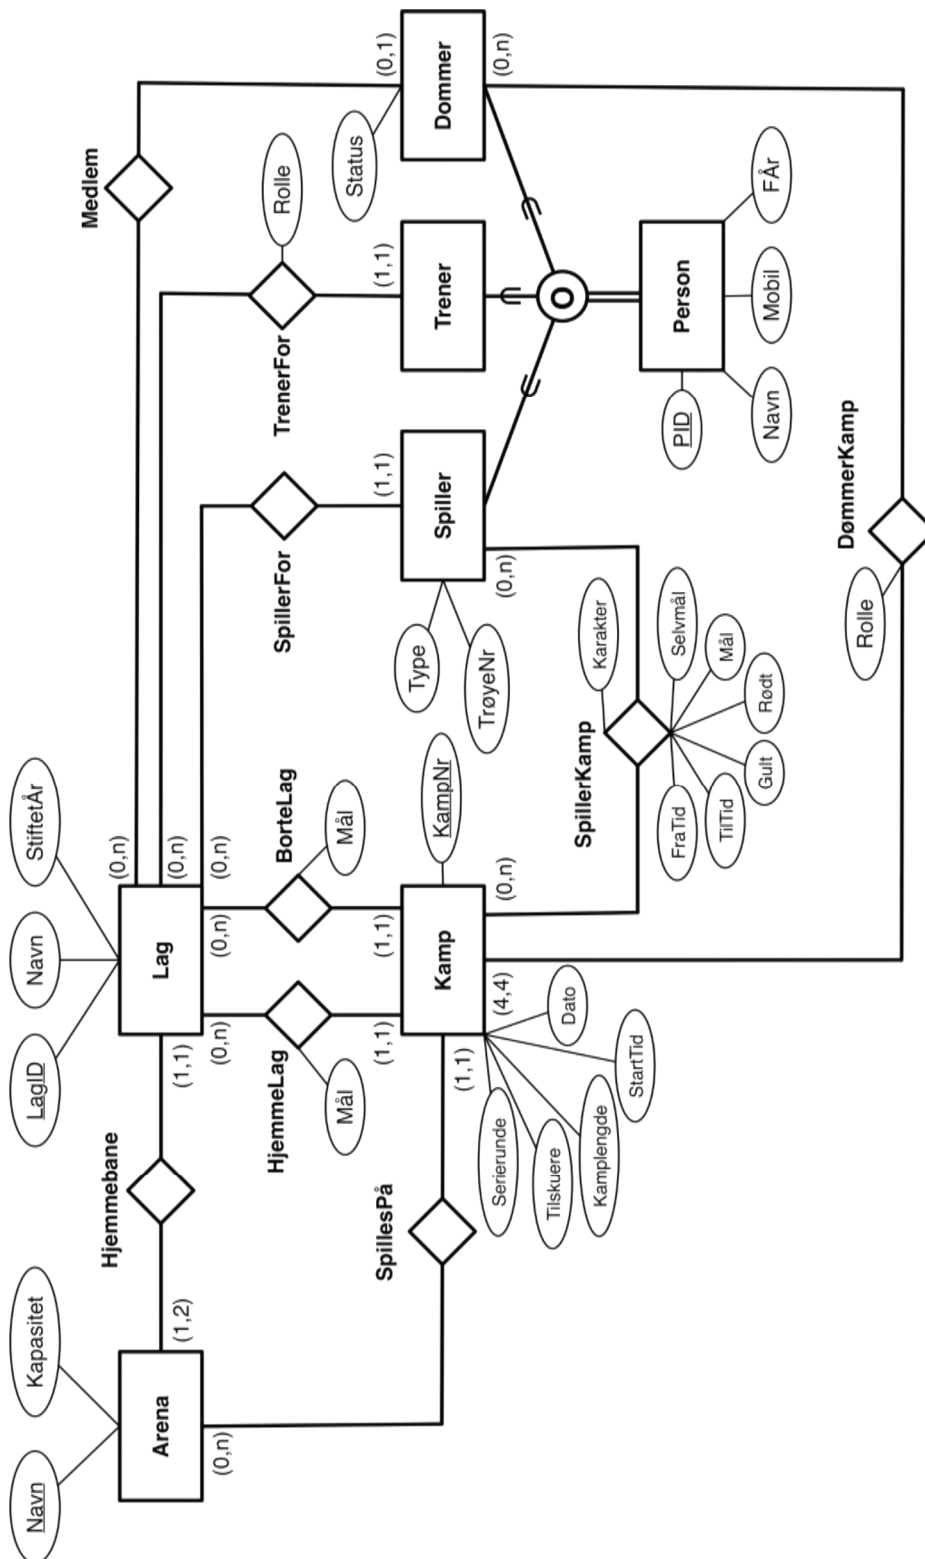 Navn
Kapasitet
LagID
Navn
StiftetÅr
Medlem
Arena
(1,2)
Hjemmebane
(1,1)
Lag
(0,n)
(0,n)
(0,n)
(0,n)
(0,n)
(0,n)
HjemmeLag
Mål
BorteLag
Mål
SpillerFor
TrenerFor
Rolle
Status
SpillesPå
(1,1)
(1,1)
(1,1)
(1,1)
(1,1)
(0,1)
KampNr
Type
TrøyeNr
Kamp
Spiller
Trener
Dommer
(4,4)
(0,n)
(0,n)
(0,n)
Serierunde
Tilskuere
Kamplengde
StartTid
Dato
SpillerKamp
Karakter
FraTid
TilTid
Gult
Rødt
Mål
Selvmål
O
PID
Person
Navn
Mobil
FÅr
Rolle
DømmerKamp